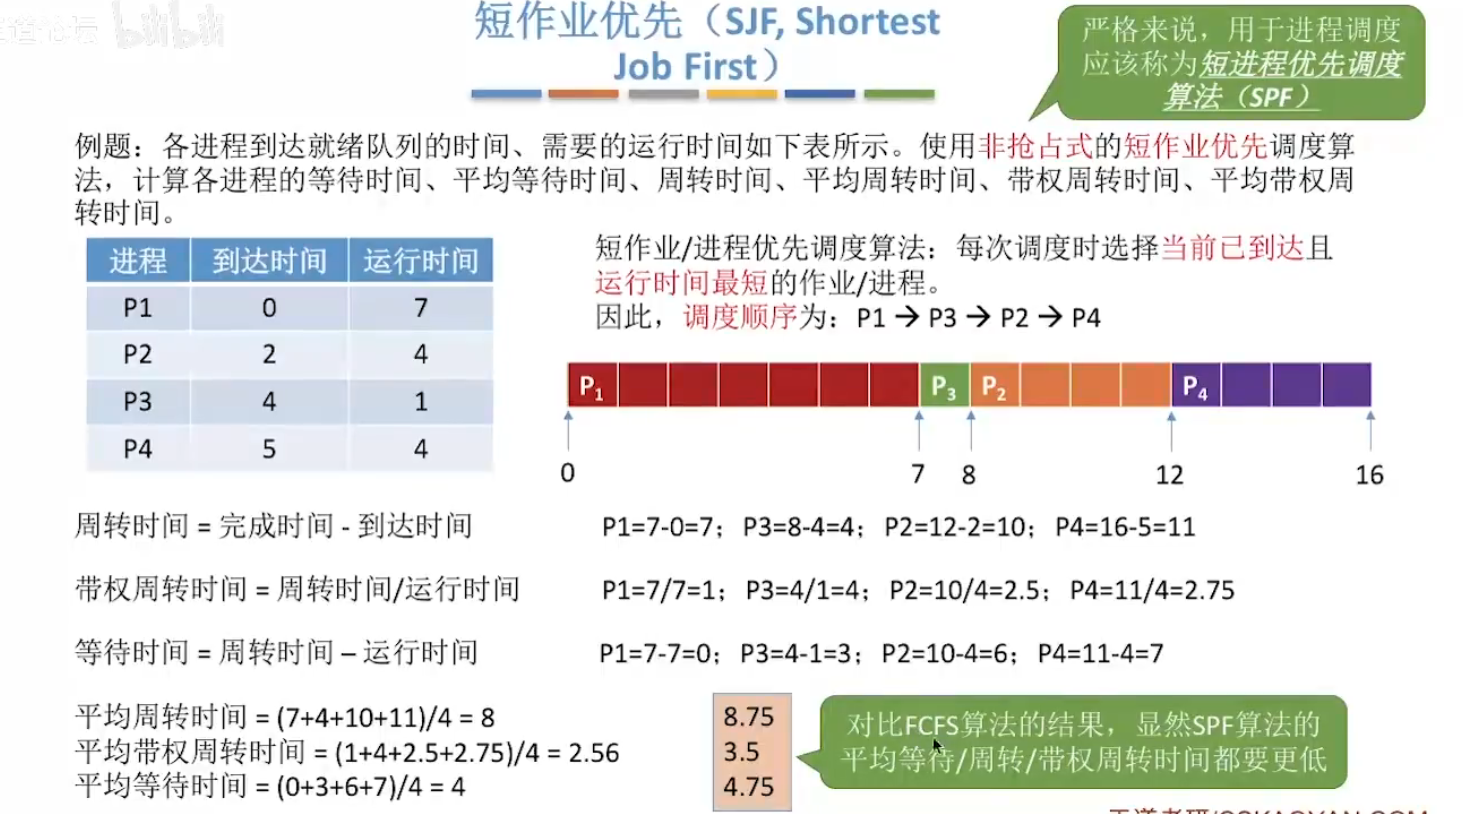 bilibili
短作业优先（SJF, Shortest
Job First）
严格来说，用于进程调度
应该称为短进程优先调度
算法（SPF）
例题：各进程到达就绪队列的时间、需要的运行时间如下表所示。使用非抢占式的短作业优先调度算
法，计算各进程的等待时间、平均等待时间、周转时间、平均周转时间、带权周转时间、平均带权周
转时间。
进程 到达时间 运行时间
P1 0 7
P2 2 4
P3 4 1
P4 5 4
短作业/进程优先调度算法：每次调度时选择当前已到达且
运行时间最短的作业/进程。
因此，调度顺序为：P1 → P3 → P2 → P4
P1 P3 P2 P4
0 7 8 12 16
周转时间 = 完成时间 - 到达时间 P1=7-0=7；P3=8-4=4；P2=12-2=10；P4=16-5=11
带权周转时间 = 周转时间/运行时间 P1=7/7=1；P3=4/1=4；P2=10/4=2.5；P4=11/4=2.75
等待时间 = 周转时间 – 运行时间 P1=7-7=0；P3=4-1=3；P2=10-4=6；P4=11-4=7
平均周转时间 = (7+4+10+11)/4 = 8
平均带权周转时间 = (1+4+2.5+2.75)/4 = 2.56
平均等待时间 = (0+3+6+7)/4 = 4
8.75
3.5
4.75
对比FCFS算法的结果，显然SPF算法的
平均等待/周转/带权周转时间都要更低